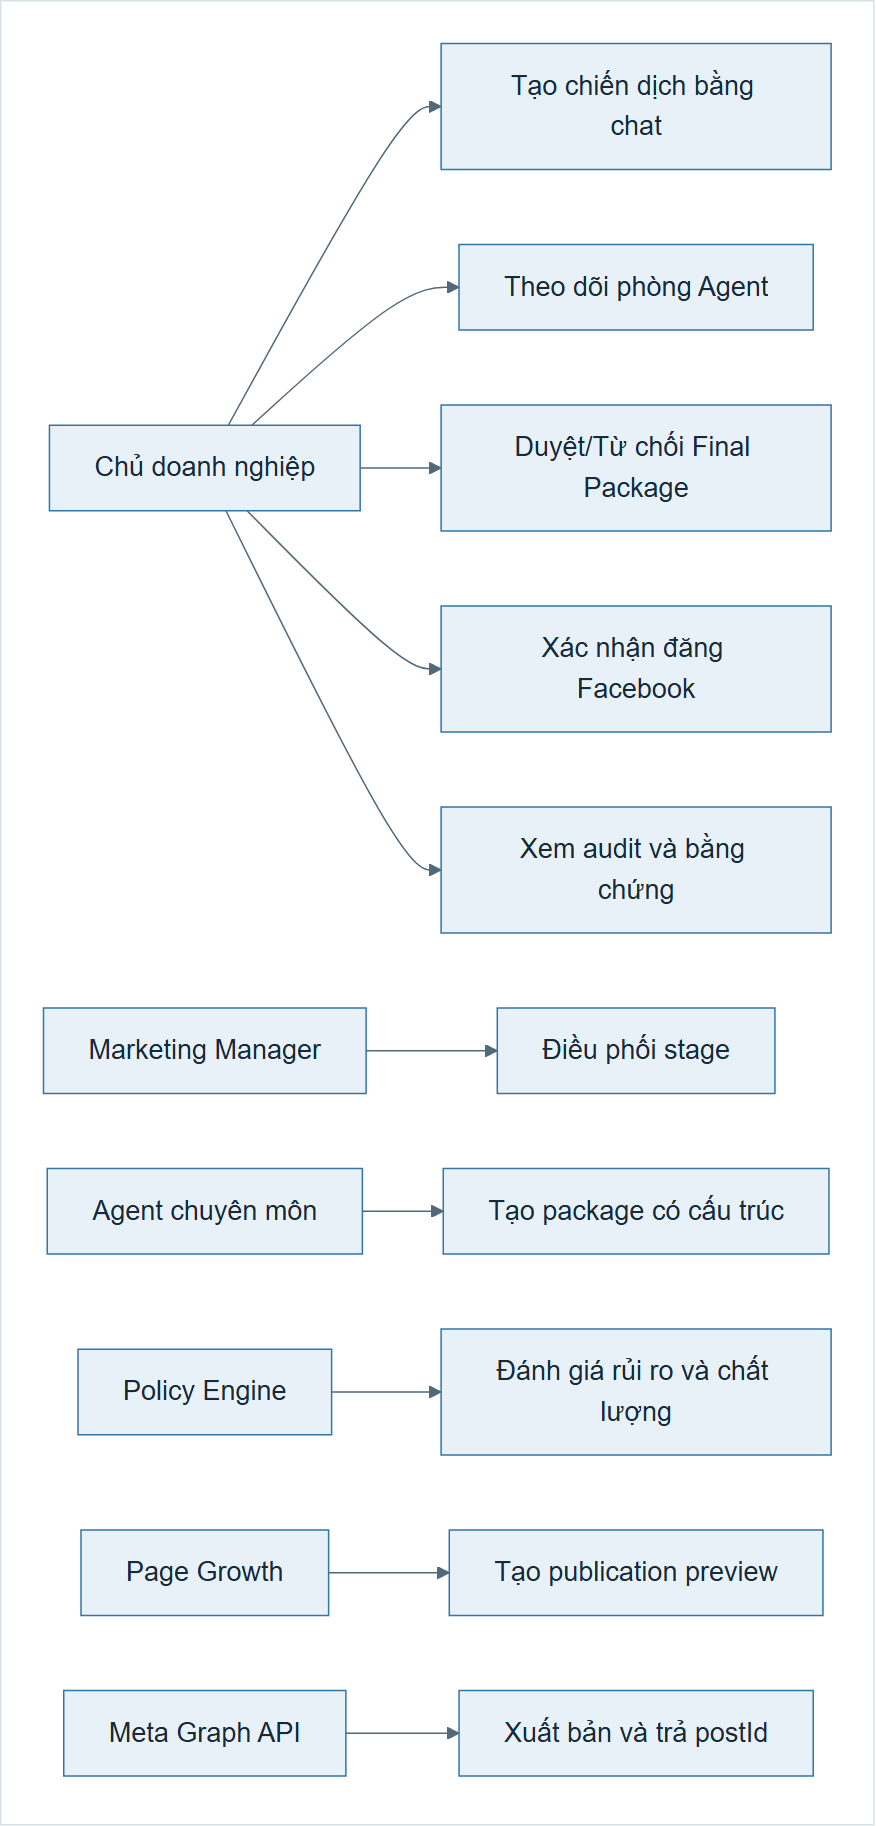 Tạo chiến dịch bằng
chat
Theo dõi phòng Agent
Chủ doanh nghiệp
Duyệt/Từ chối Final
Package
Xác nhận đăng
Facebook
Xem audit và bằng
chứng
Marketing Manager
Điều phối stage
Agent chuyên môn
Tạo package có cấu trúc
Policy Engine
Đánh giá rủi ro và chất
lượng
Page Growth
Tạo publication preview
Meta Graph API
Xuất bản và trả postId